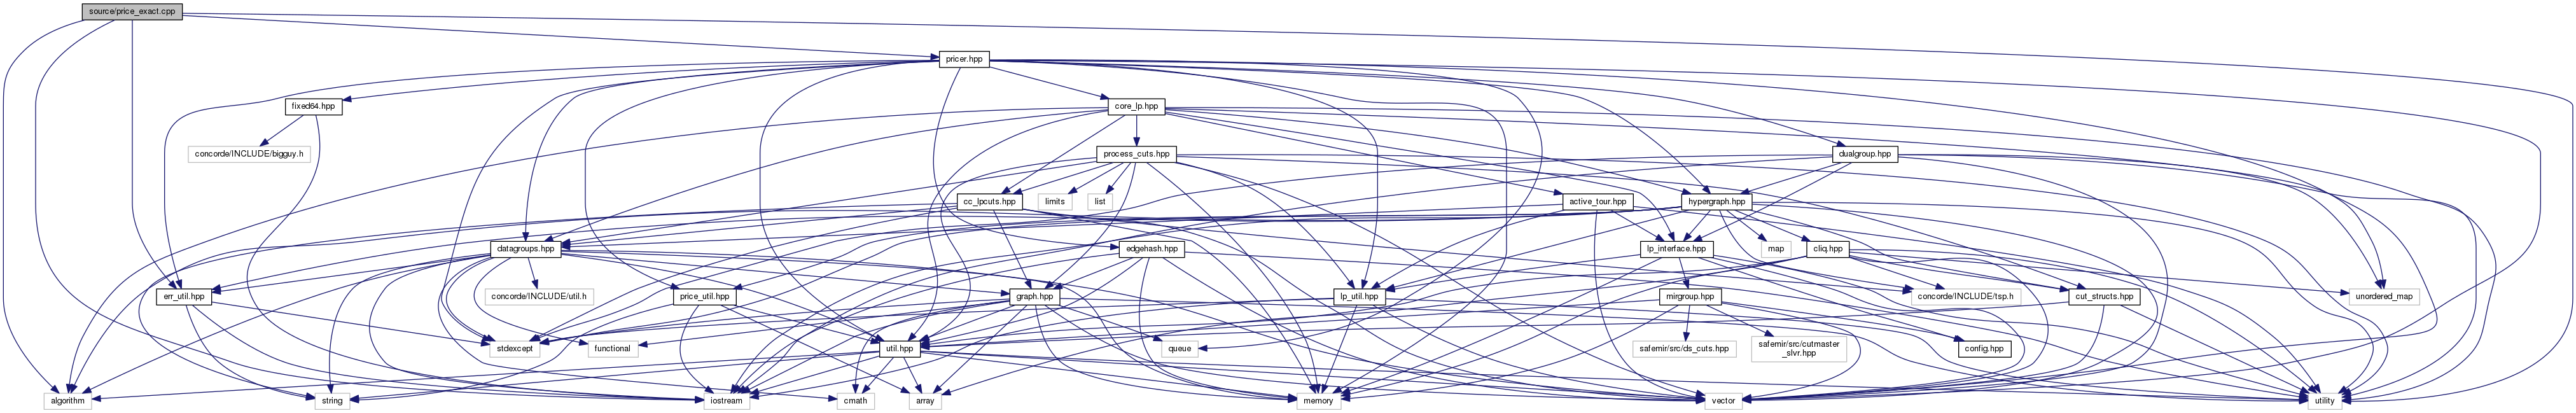 source/price_exact.cpp
pricer.hpp
fixed64.hpp
core_lp.hpp
concorde/INCLUDE/bigguy.h
process_cuts.hpp
dualgroup.hpp
cc_lpcuts.hpp
limits
list
active_tour.hpp
hypergraph.hpp
datagroups.hpp
edgehash.hpp
lp_interface.hpp
map
cliq.hpp
err_util.hpp
concorde/INCLUDE/util.h
price_util.hpp
graph.hpp
lp_util.hpp
mirgroup.hpp
concorde/INCLUDE/tsp.h
cut_structs.hpp
unordered_map
stdexcept
functional
util.hpp
queue
safemir/src/ds_cuts.hpp
safemir/src/cutmaster
_slvr.hpp
config.hpp
algorithm
string
iostream
cmath
array
memory
vector
utility